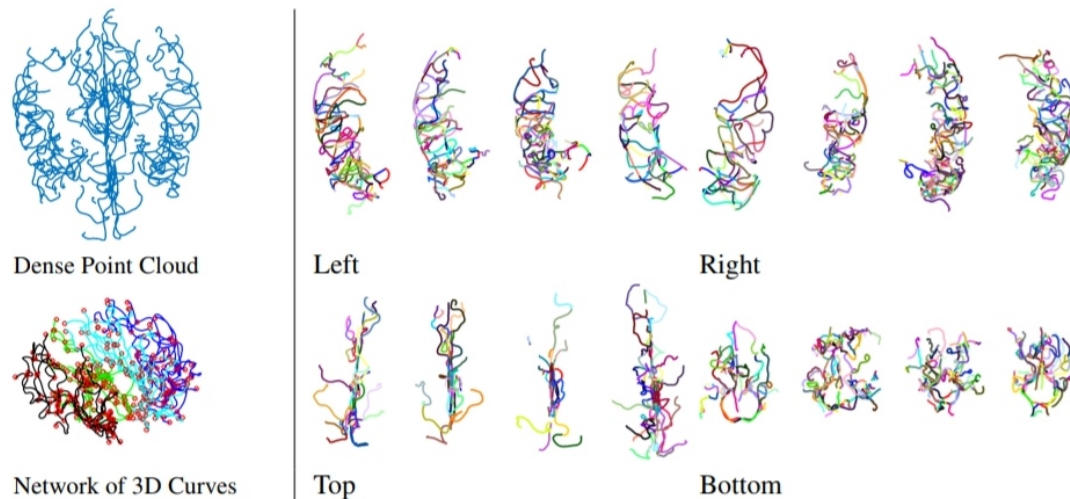 Dense Point Cloud
Left
Right
Network of 3D Curves
Top
Bottom